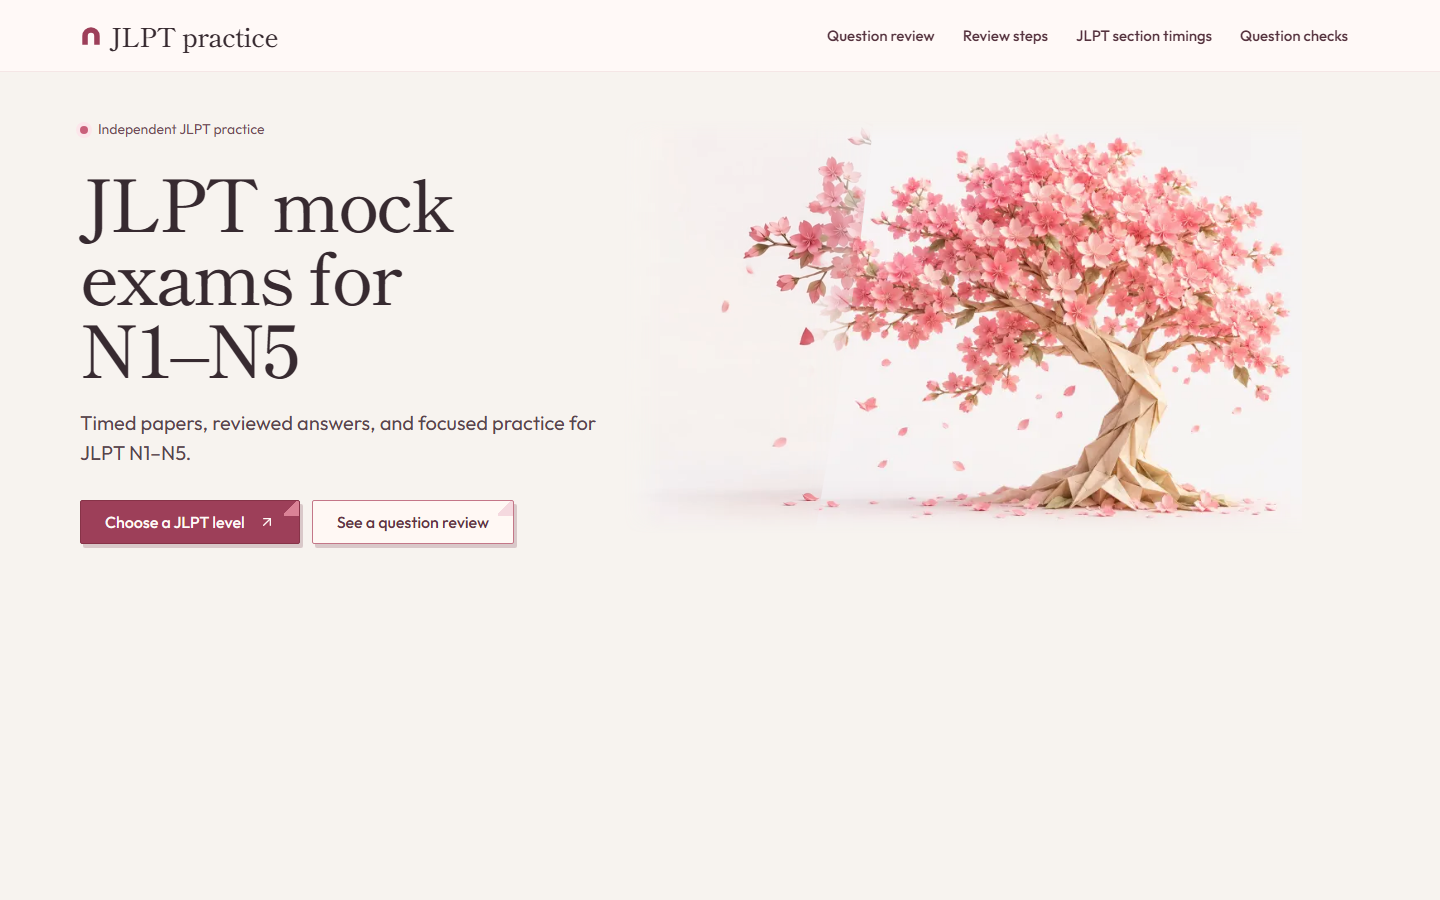 JLPT practice
Question review
Review steps
JLPT section timings
Question checks
Independent JLPT practice
JLPT mock
exams for
N1–N5
Timed papers, reviewed answers, and focused practice for
JLPT N1–N5.
Choose a JLPT level
See a question review